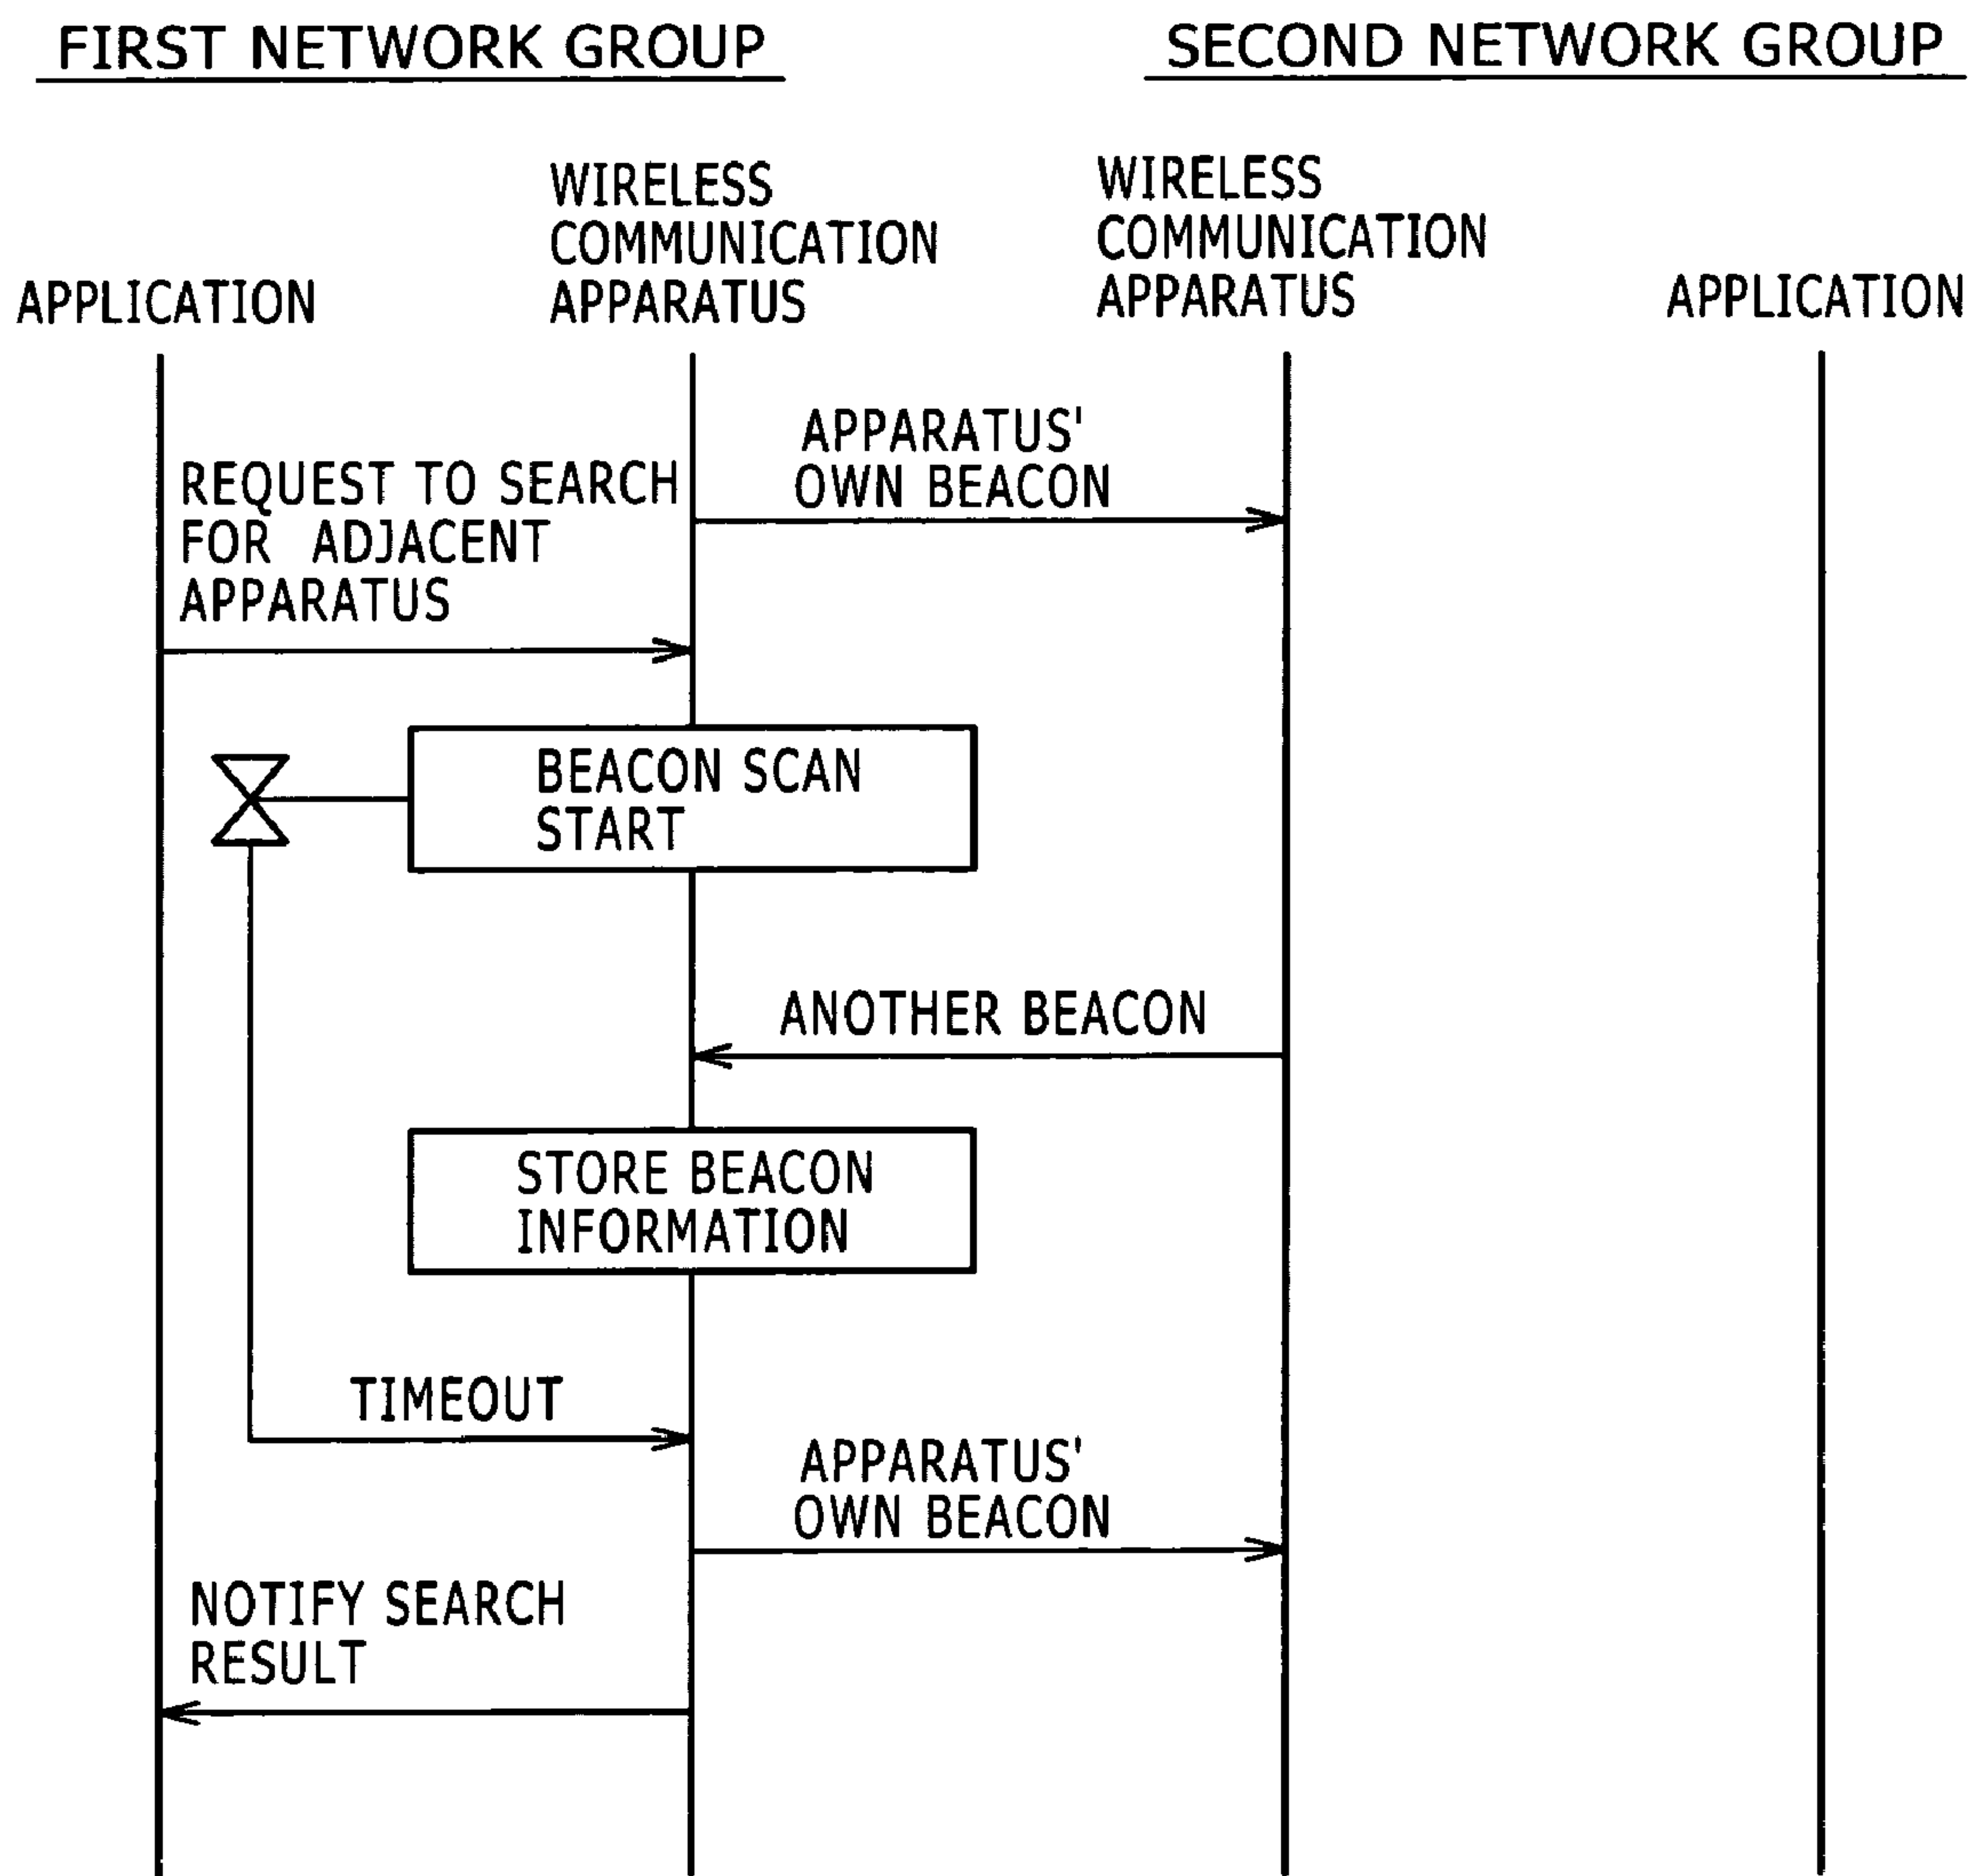 FIRST NETWORK GROUP
SECOND NETWORK GROUP
APPLICATION
WIRELESS
COMMUNICATION
APPARATUS
WIRELESS
COMMUNICATION
APPARATUS
APPLICATION
APPARATUS'
OWN BEACON
REQUEST TO SEARCH
FOR ADJACENT
APPARATUS
BEACON SCAN
START
ANOTHER BEACON
STORE BEACON
INFORMATION
TIMEOUT
APPARATUS'
OWN BEACON
NOTIFY SEARCH
RESULT